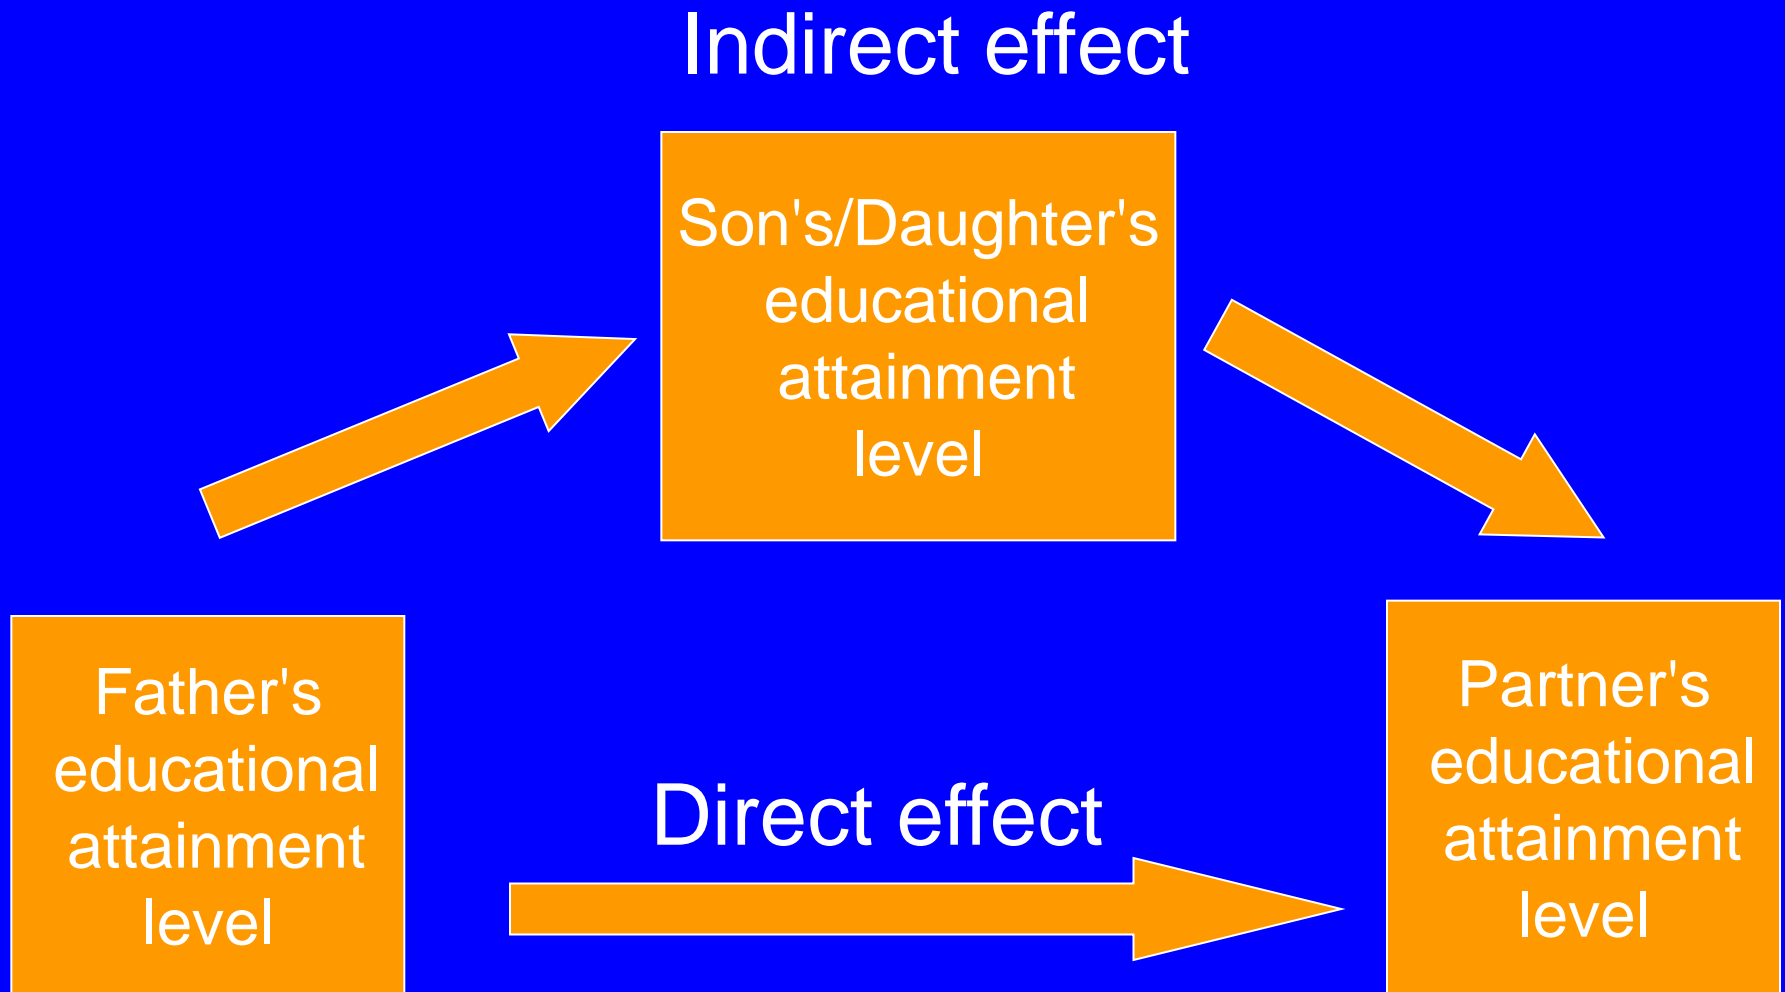 Indirect effect
Son's/Daughter's
educational
attainment
level
Father's
educational
attainment
level
Direct effect
Partner's
educational
attainment
level